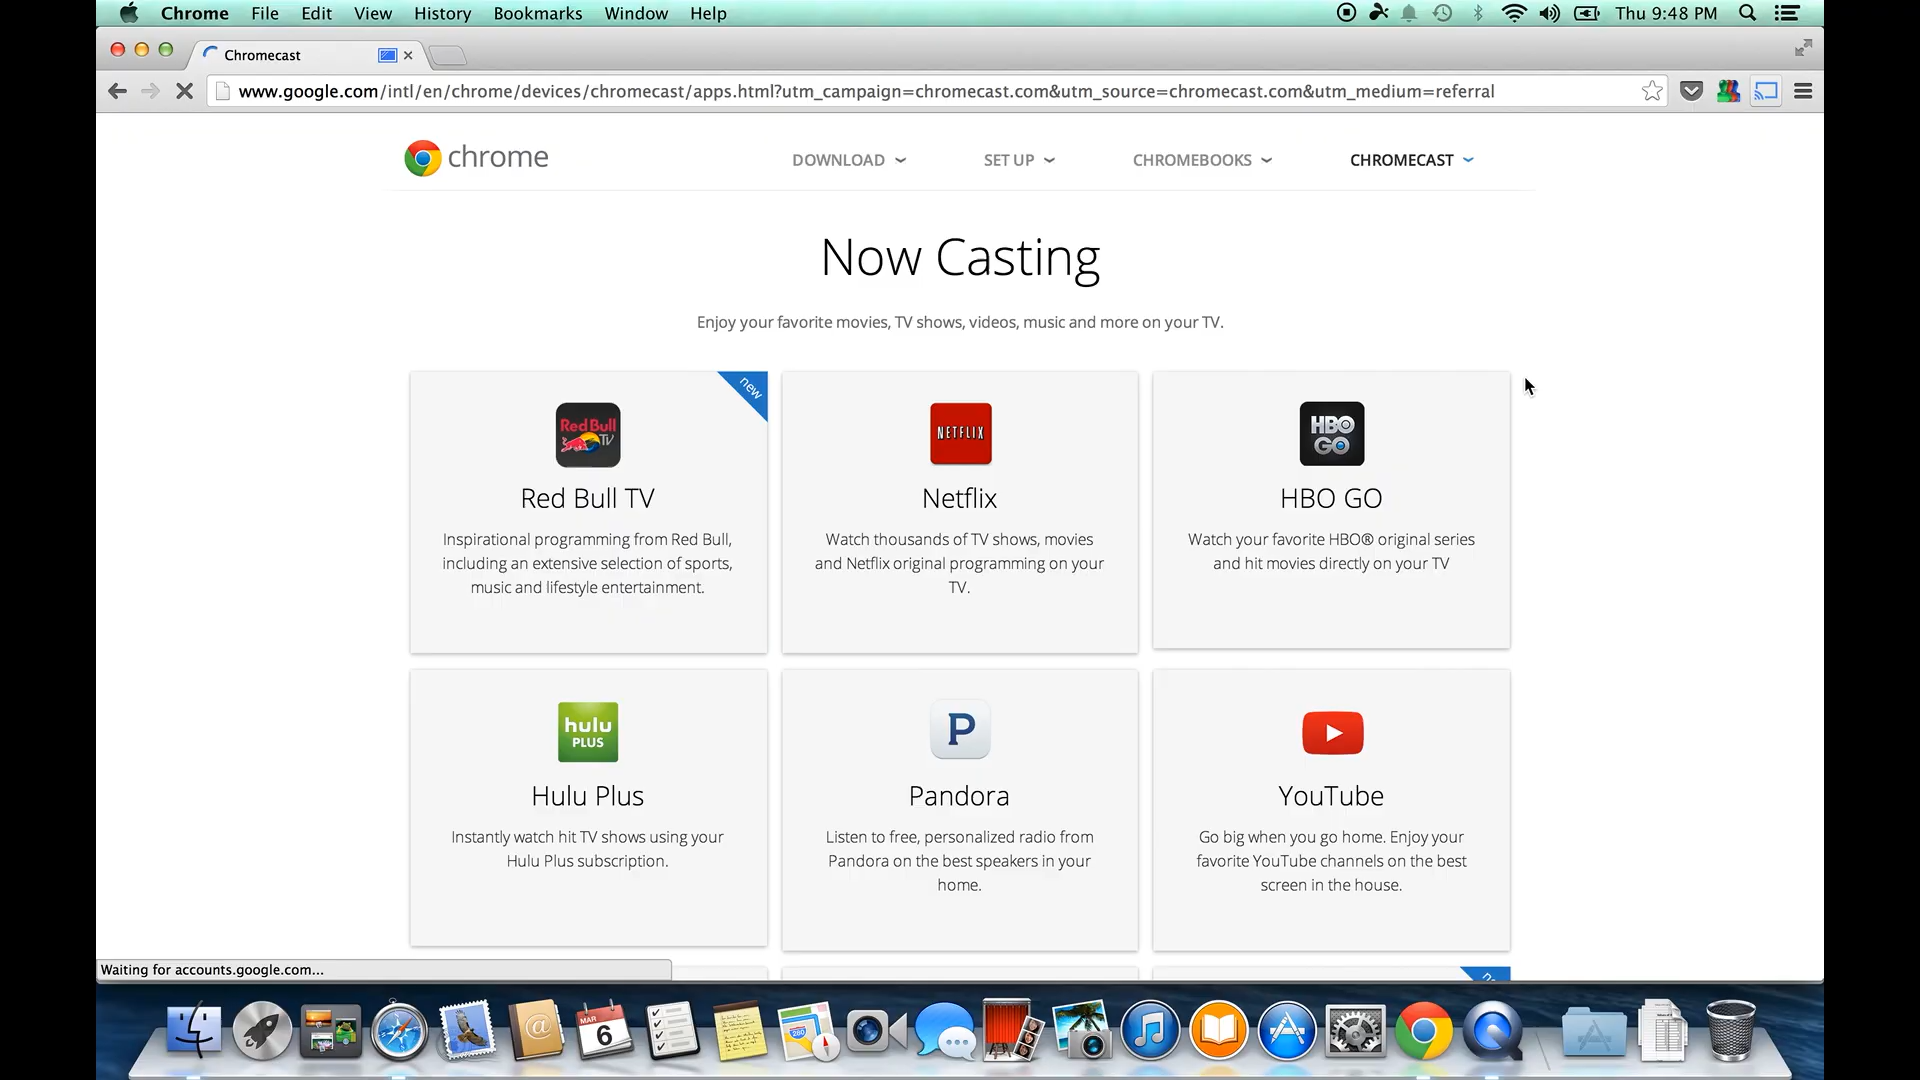 Chrome File Edit View History Bookmarks Window Help Thu 9:48 PM
Chromecast
www.google.com/intl/en/chrome/devices/chromecast/apps.html?utm_campaign=chromecast.com&utm_source=chromecast.com&utm_medium=referral
chrome DOWNLOAD SET UP CHROMEBOOKS CHROMECAST
Now Casting
Enjoy your favorite movies, TV shows, videos, music and more on your TV.
new
Red Bull
TV
Red Bull TV
Inspirational programming from Red Bull,
including an extensive selection of sports,
music and lifestyle entertainment.
NETFLIX
Netflix
Watch thousands of TV shows, movies
and Netflix original programming on your
TV.
HBO
GO
HBO GO
Watch your favorite HBO® original series
and hit movies directly on your TV
hulu
PLUS
Hulu Plus
Instantly watch hit TV shows using your
Hulu Plus subscription.
P
Pandora
Listen to free, personalized radio from
Pandora on the best speakers in your
home.
YouTube
Go big when you go home. Enjoy your
favorite YouTube channels on the best
screen in the house.
Waiting for accounts.google.com...
MAR
6